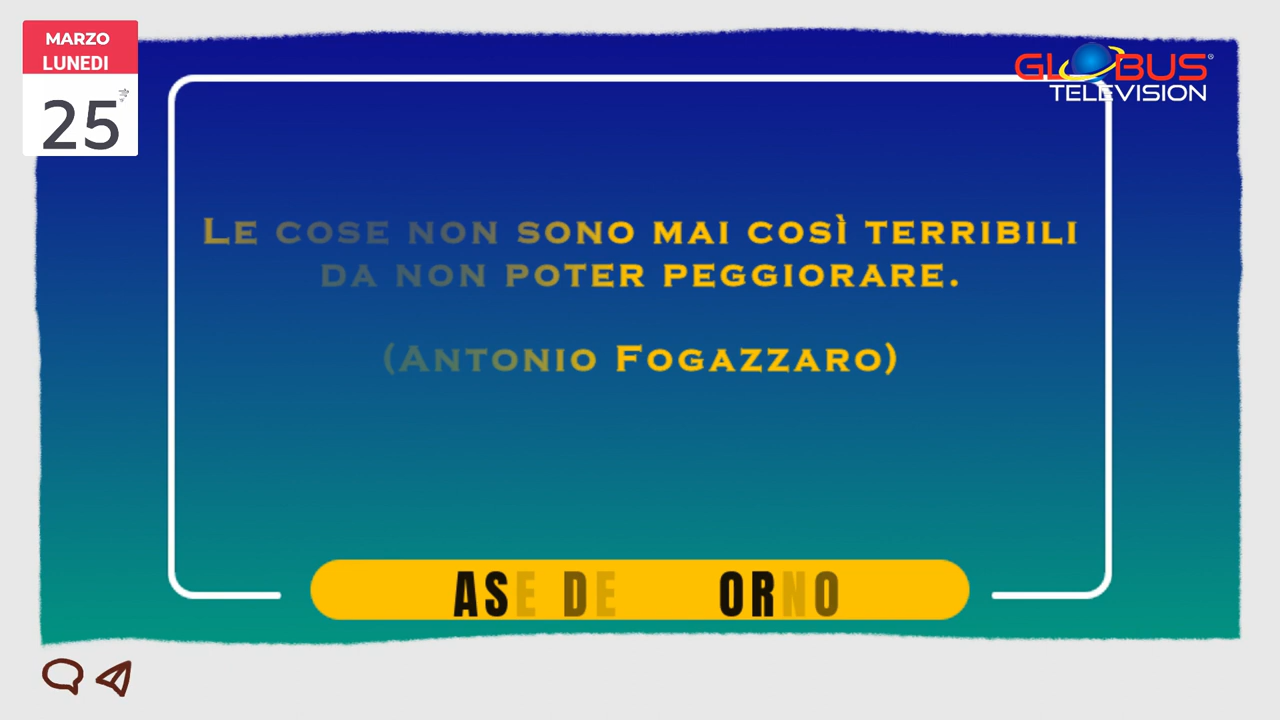 MARZO
LUNEDI
25
GLOBUS
TELEVISION
Le cose non sono mai così terribili
da non poter peggiorare.
(Antonio Fogazzaro)
ASE DE ORNO